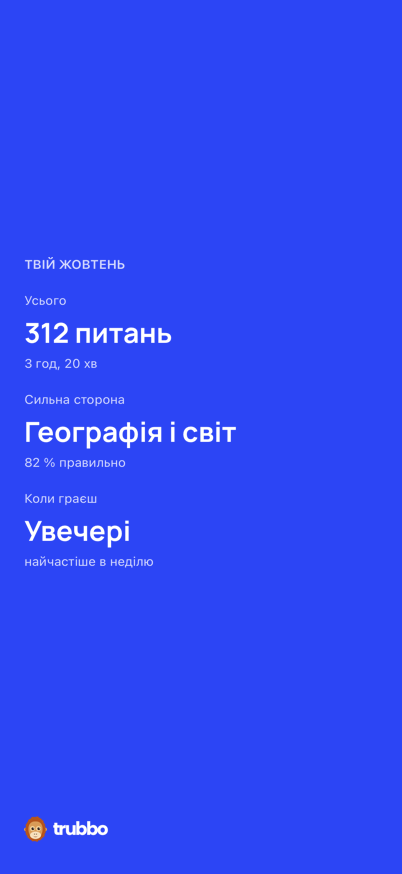 ТВІЙ ЖОВТЕНЬ
Усього
312 питань
3 год, 20 хв
Сильна сторона
Географія і світ
82 % правильно
Коли граєш
Увечері
найчастіше в неділю
trubbo